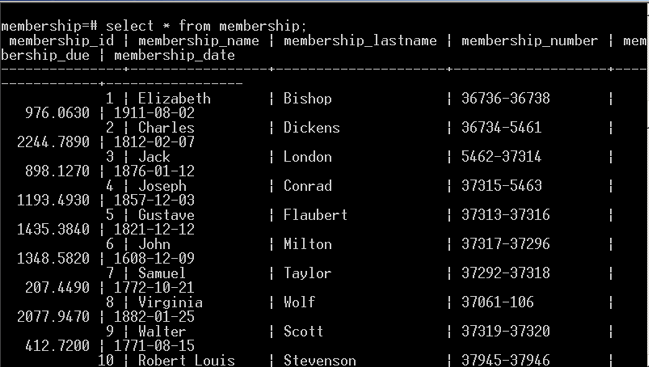 membership=# select * from membership;
 membership_id | membership_name | membership_lastname | membership_number | mem
bership_due | membership_date
---------------+-----------------+---------------------+-------------------+----
------------+-----------------
             1 | Elizabeth       | Bishop              | 36736-36738       |
   976.0630 | 1911-08-02
             2 | Charles         | Dickens             | 36734-5461        |
  2244.7890 | 1812-02-07
             3 | Jack            | London              | 5462-37314        |
   898.1270 | 1876-01-12
             4 | Joseph          | Conrad              | 37315-5463        |
  1193.4930 | 1857-12-03
             5 | Gustave         | Flaubert            | 37313-37316       |
  1435.3840 | 1821-12-12
             6 | John            | Milton              | 37317-37296       |
  1348.5820 | 1608-12-09
             7 | Samuel          | Taylor              | 37292-37318       |
   207.4490 | 1772-10-21
             8 | Virginia        | Wolf                | 37061-106         |
  2077.9470 | 1882-01-25
             9 | Walter          | Scott               | 37319-37320       |
   412.7200 | 1771-08-15
            10 | Robert Louis    | Stevenson           | 37945-37946       |